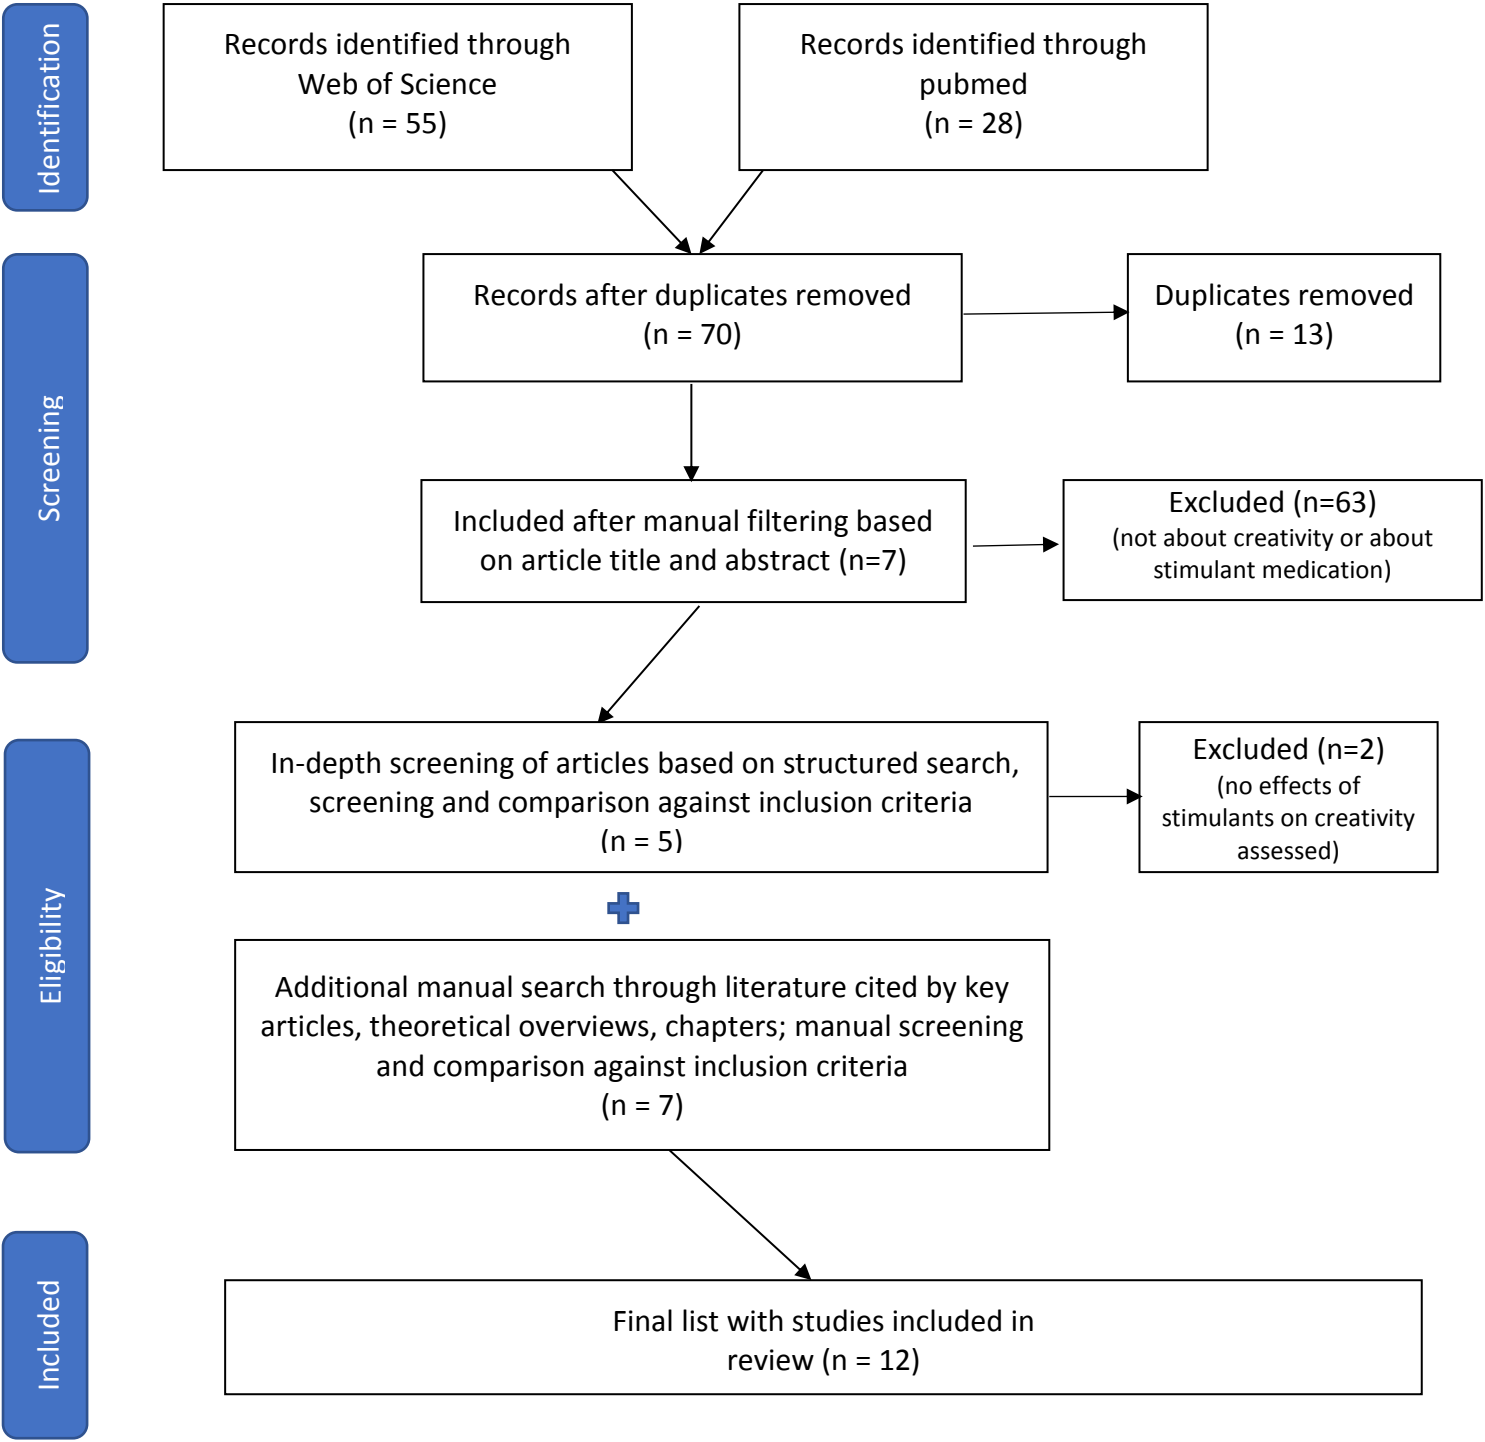 Identification
Records identified through
Web of Science
(n = 55)
Records identified through
pubmed
(n = 28)
Screening
Records after duplicates removed
(n = 70)
Duplicates removed
(n = 13)
Included after manual filtering based
on article title and abstract (n=7)
Excluded (n=63)
(not about creativity or about
stimulant medication)
Eligibility
In-depth screening of articles based on structured search,
screening and comparison against inclusion criteria
(n = 5)
Excluded (n=2)
(no effects of
stimulants on creativity
assessed)
Additional manual search through literature cited by key
articles, theoretical overviews, chapters; manual screening
and comparison against inclusion criteria
(n = 7)
Included
Final list with studies included in
review (n = 12)